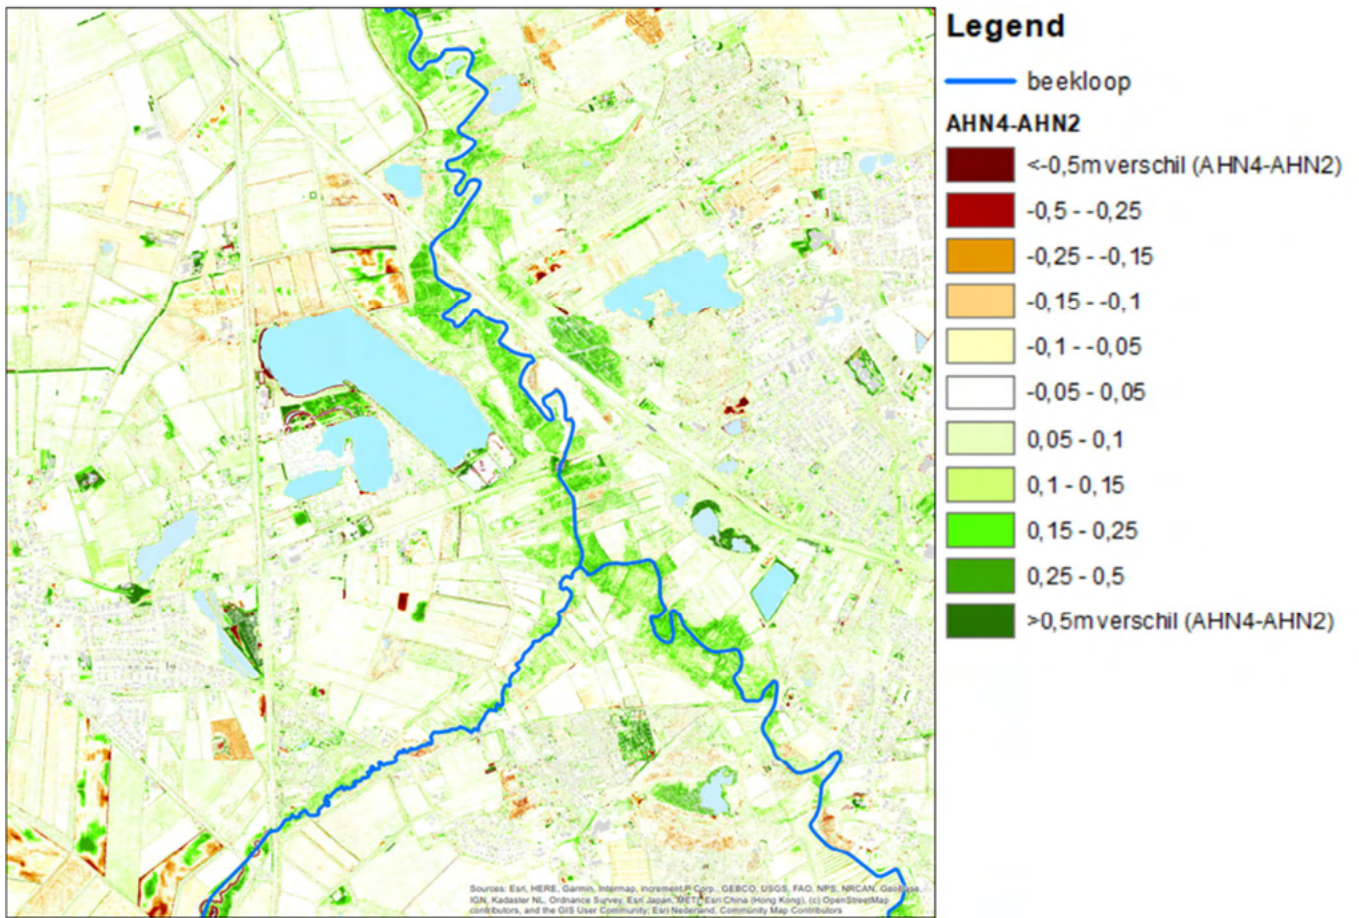 Legend
beekloop
AHN4-AHN2
<-0,5m verschil (AHN4-AHN2)
-0,5 - -0,25
-0,25 - -0,15
-0,15 - -0,1
-0,1 - -0,05
-0,05 - 0,05
0,05 - 0,1
0,1 - 0,15
0,15 - 0,25
0,25 - 0,5
>0,5m verschil (AHN4-AHN2)
Sources: Esri, HERE, Garmin, Intermap, increment P Corp., GEBCO, USGS, FAO, NPS, NRCAN, GeoBase,
IGN, Kadaster NL, Ordnance Survey, Esri Japan, METI, Esri China (Hong Kong), (c) OpenStreetMap
contributors, and the GIS User Community; Esri Nederland, Community Map Contributors